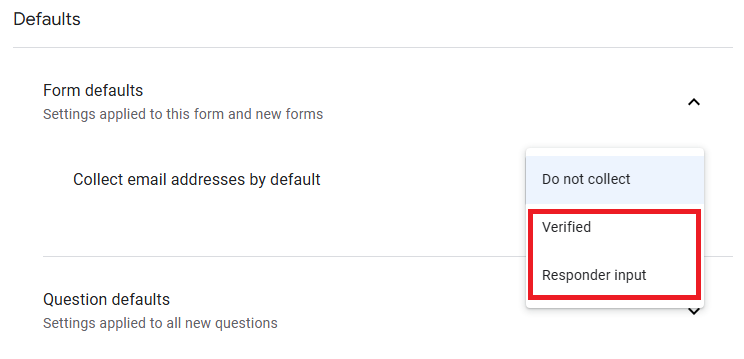 Defaults
Form defaults
Settings applied to this form and new forms
Collect email addresses by default
Do not collect
Verified
Responder input
Question defaults
Settings applied to all new questions